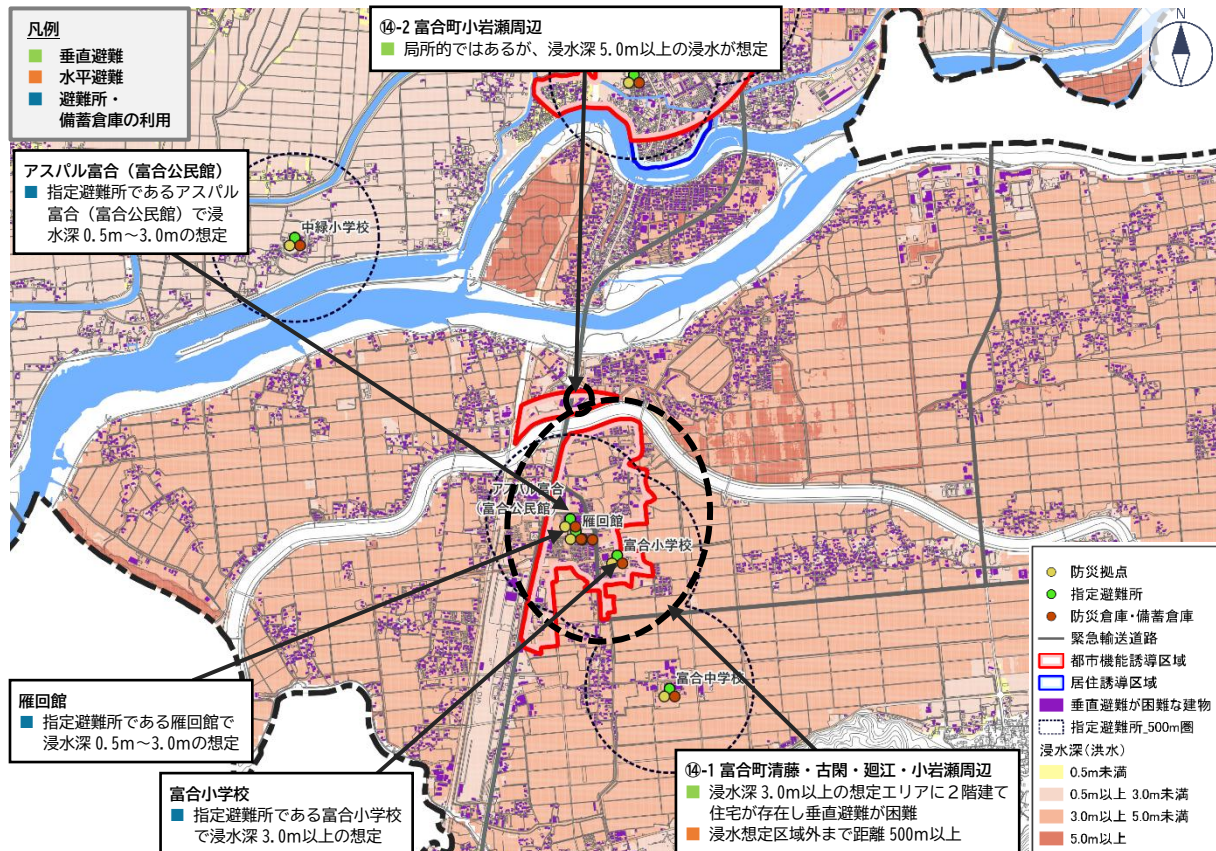 凡例
■ 垂直避難
■ 水平避難
■ 避難所・
備蓄倉庫の利用
⑭-2 富合町小岩瀬周辺
■ 局所的ではあるが、浸水深 5.0m以上の浸水が想定
N
アスパル富合（富合公民館）
■ 指定避難所であるアスパル
富合（富合公民館）で浸
水深 0.5m～3.0mの想定
中緑小学校
アスパル富合
（富合公民館）
雁回館
富合小学校
富合中学校
雁回館
■ 指定避難所である雁回館で
浸水深 0.5m～3.0mの想定
富合小学校
■ 指定避難所である富合小学校
で浸水深 3.0m以上の想定
⑭-1 富合町清藤・古閑・廻江・小岩瀬周辺
■ 浸水深 3.0m以上の想定エリアに２階建て
住宅が存在し垂直避難が困難
■ 浸水想定区域外まで距離 500m以上
防災拠点
指定避難所
防災倉庫・備蓄倉庫
緊急輸送道路
都市機能誘導区域
居住誘導区域
垂直避難が困難な建物
指定避難所_500m圏
浸水深（洪水）
0.5m未満
0.5m以上 3.0m未満
3.0m以上 5.0m未満
5.0m以上